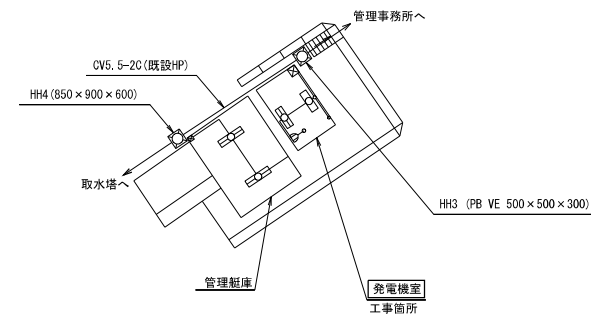 管理事務所へ
CV5.5-2C(既設HP)
HH4(850×900×600)
取水塔へ
HH3 (PB VE 500×500×300)
管理艇庫
発電機室
工事箇所